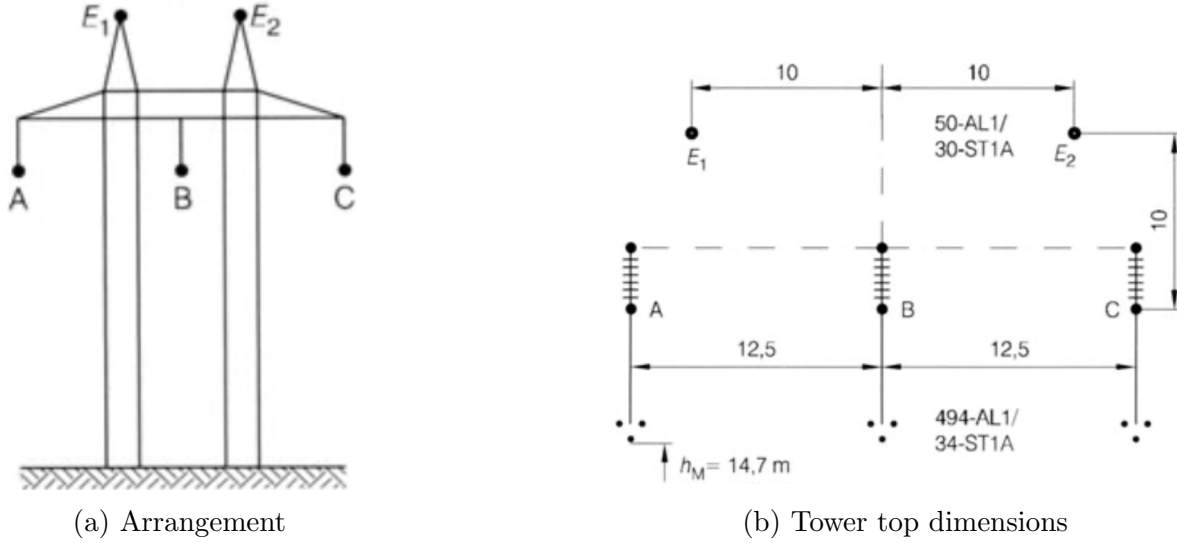 E₁
E₂
A
B
C
(a) Arrangement
10
10
50-AL1/
30-ST1A
E₁
E₂
10
A
B
C
12,5
12,5
494-AL1/
34-ST1A
hM = 14,7 m
(b) Tower top dimensions